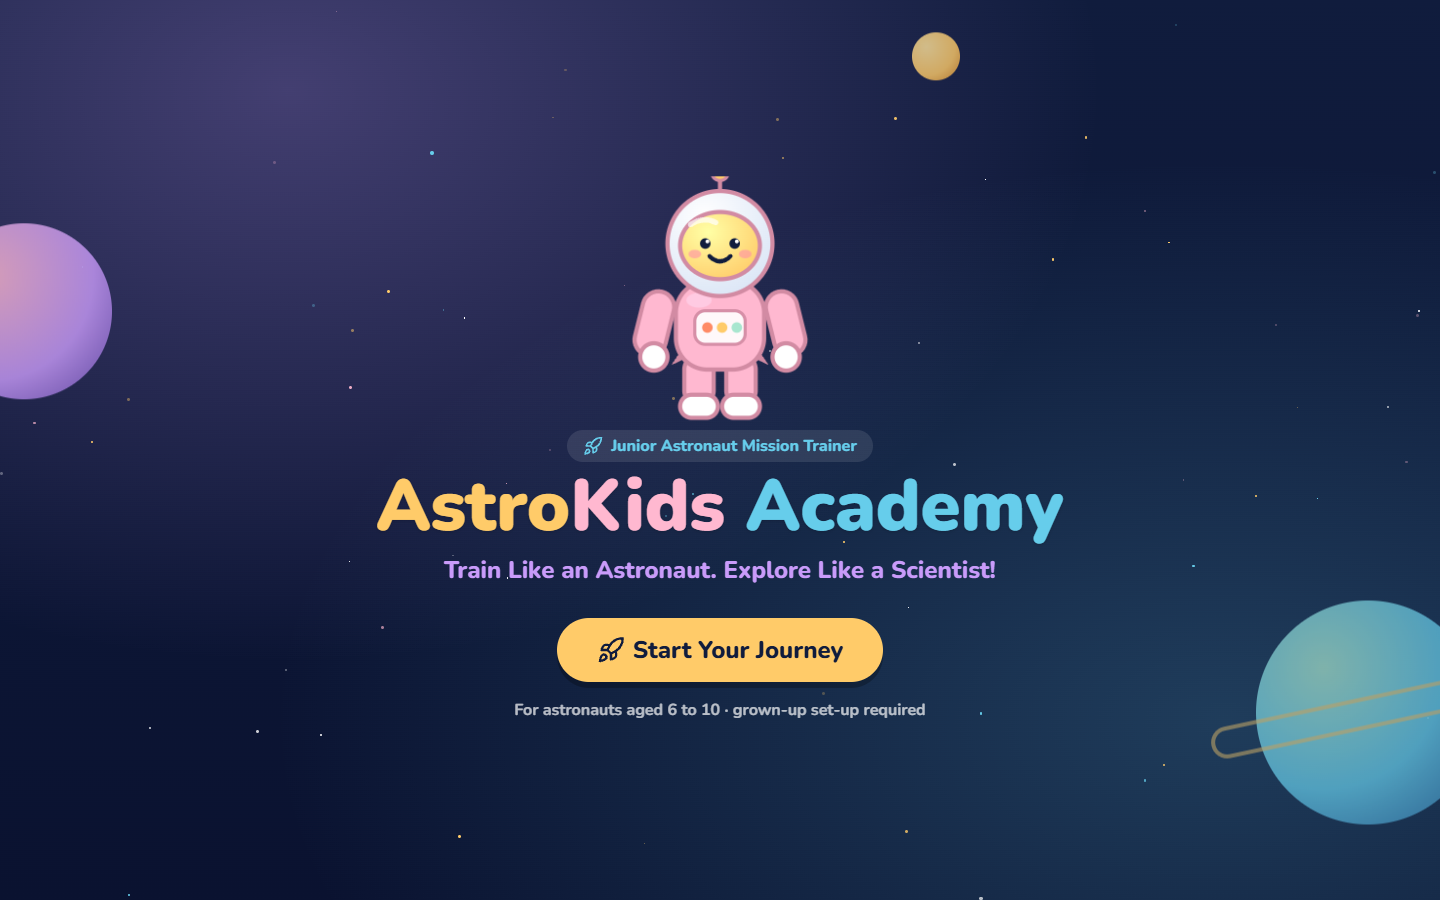 Junior Astronaut Mission Trainer
AstroKids Academy
Train Like an Astronaut. Explore Like a Scientist!
Start Your Journey
For astronauts aged 6 to 10 · grown-up set-up required